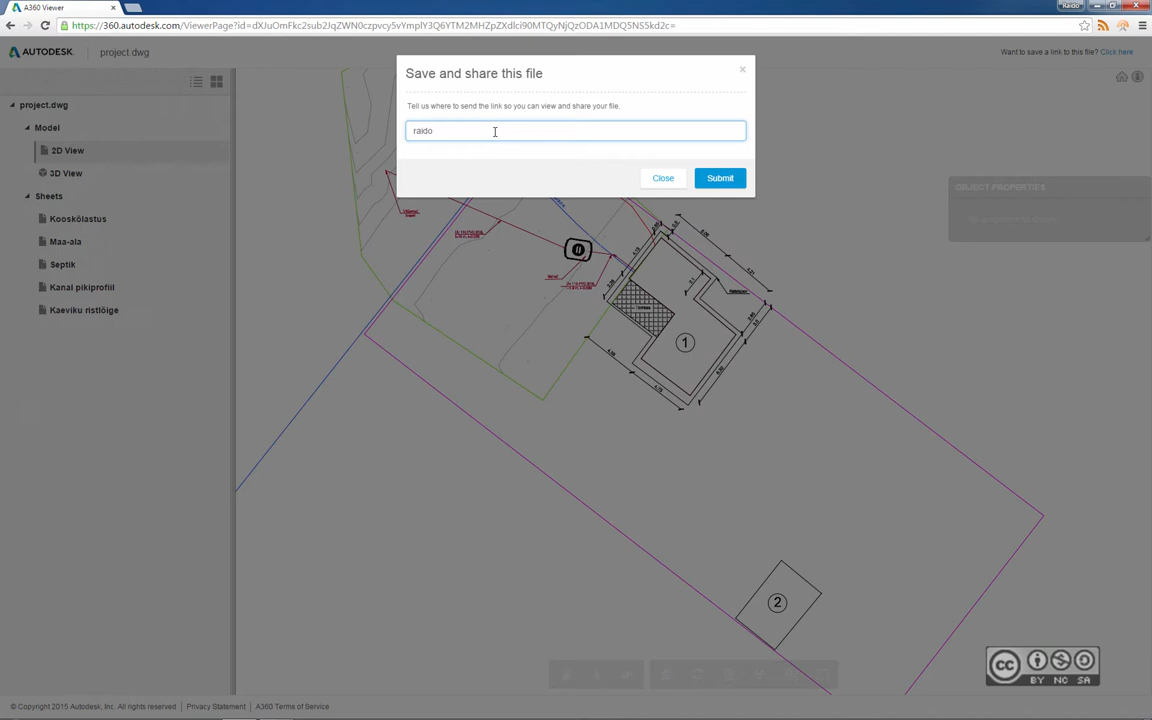 A360 Viewer
Raido
https://360.autodesk.com/ViewerPage?id=dXJuOmFkc2sub2JqZWN0czpvcy5vYmplY3Q6YTM2MHZpZXdlci90MTQyNjQzODA1MDQ5NS5kd2c=
AUTODESK
project dwg
Want to save a link to this file? Click here
Save and share this file
Tell us where to send the link so you can view and share your file.
raido
Close
Submit
project.dwg
Model
2D View
3D View
Sheets
Kooskõlastus
Maa-ala
Septik
Kanal pikiprofiil
Kaeviku ristlõige
OBJECT PROPERTIES
1
2
CC BY NC SA
© Copyright 2015 Autodesk, Inc. All rights reserved
Privacy Statement
A360 Terms of Service